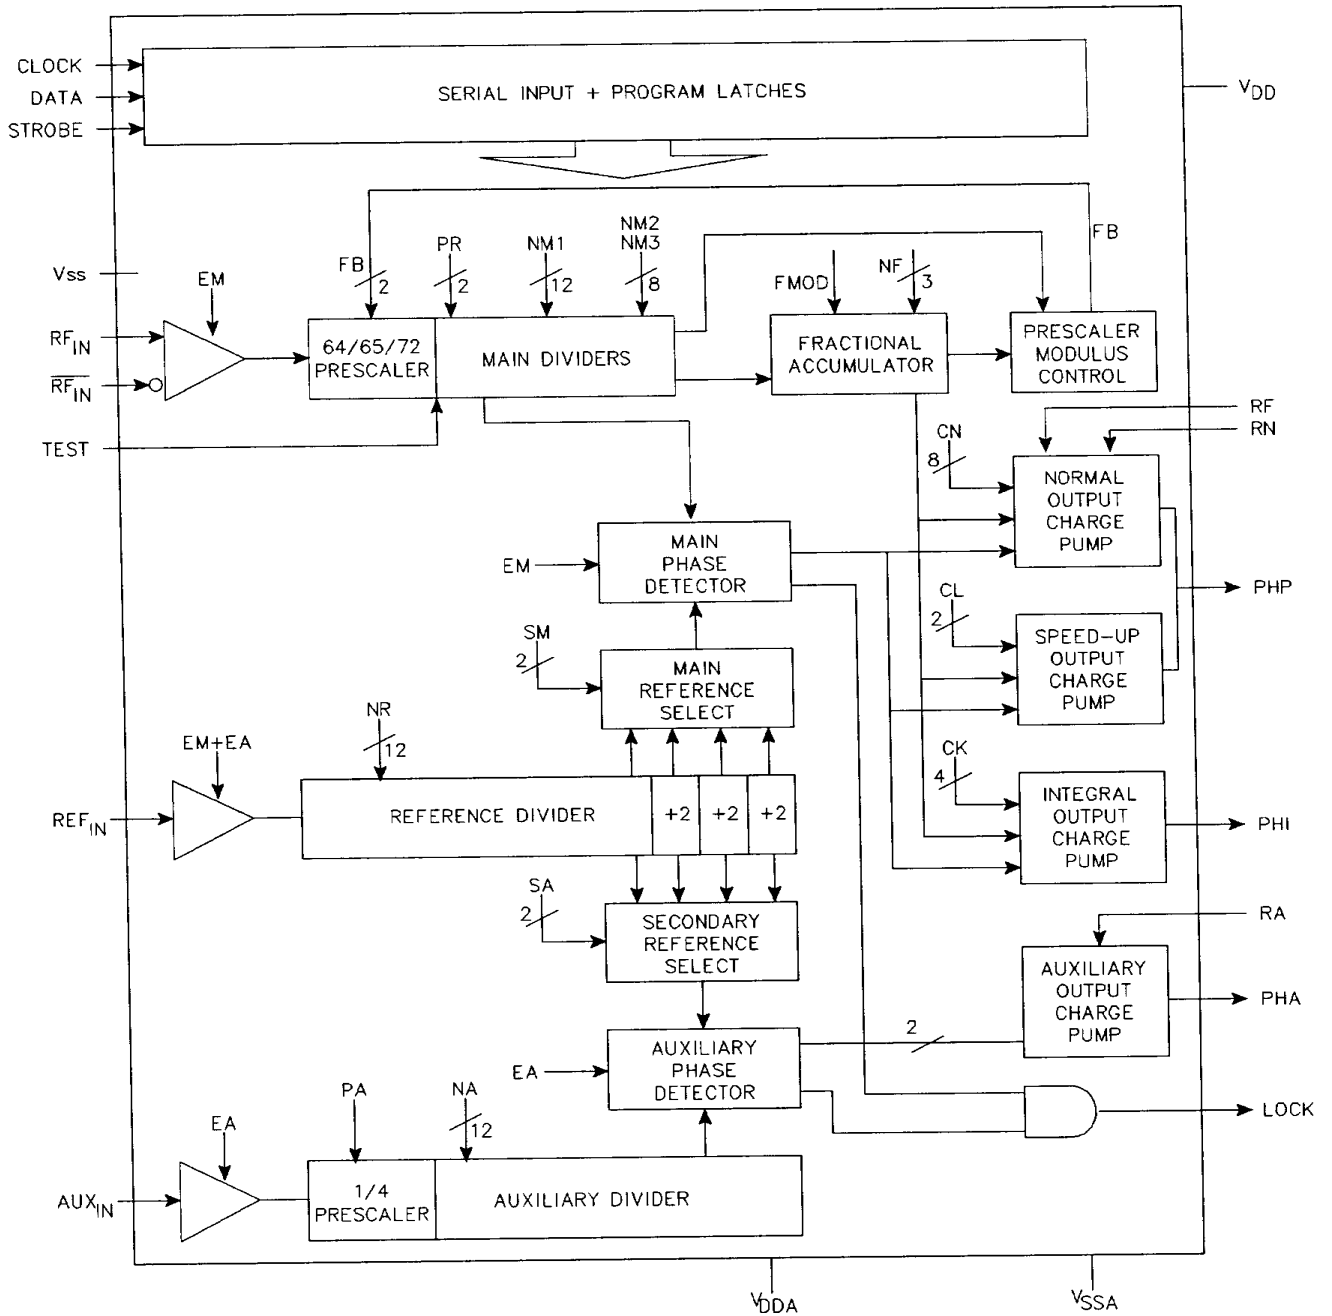 CLOCK
DATA
STROBE
SERIAL INPUT + PROGRAM LATCHES
VDD
Vss
EM
FB
2
PR
2
NM1
12
NM2
NM3
8
FMOD
NF
3
FB
RFIN
R̅F̅I̅N̅
64/65/72
PRESCALER
MAIN DIVIDERS
FRACTIONAL
ACCUMULATOR
PRESCALER
MODULUS
CONTROL
TEST
RF
RN
CN
8
NORMAL
OUTPUT
CHARGE
PUMP
EM
MAIN
PHASE
DETECTOR
PHP
CL
2
SPEED-UP
OUTPUT
CHARGE
PUMP
SM
2
MAIN
REFERENCE
SELECT
NR
12
EM+EA
CK
4
INTEGRAL
OUTPUT
CHARGE
PUMP
PHI
REFIN
REFERENCE DIVIDER
+2
+2
+2
SA
2
SECONDARY
REFERENCE
SELECT
RA
AUXILIARY
OUTPUT
CHARGE
PUMP
PHA
2
EA
AUXILIARY
PHASE
DETECTOR
LOCK
EA
PA
NA
12
AUXIN
1/4
PRESCALER
AUXILIARY DIVIDER
VDDA
VSSA